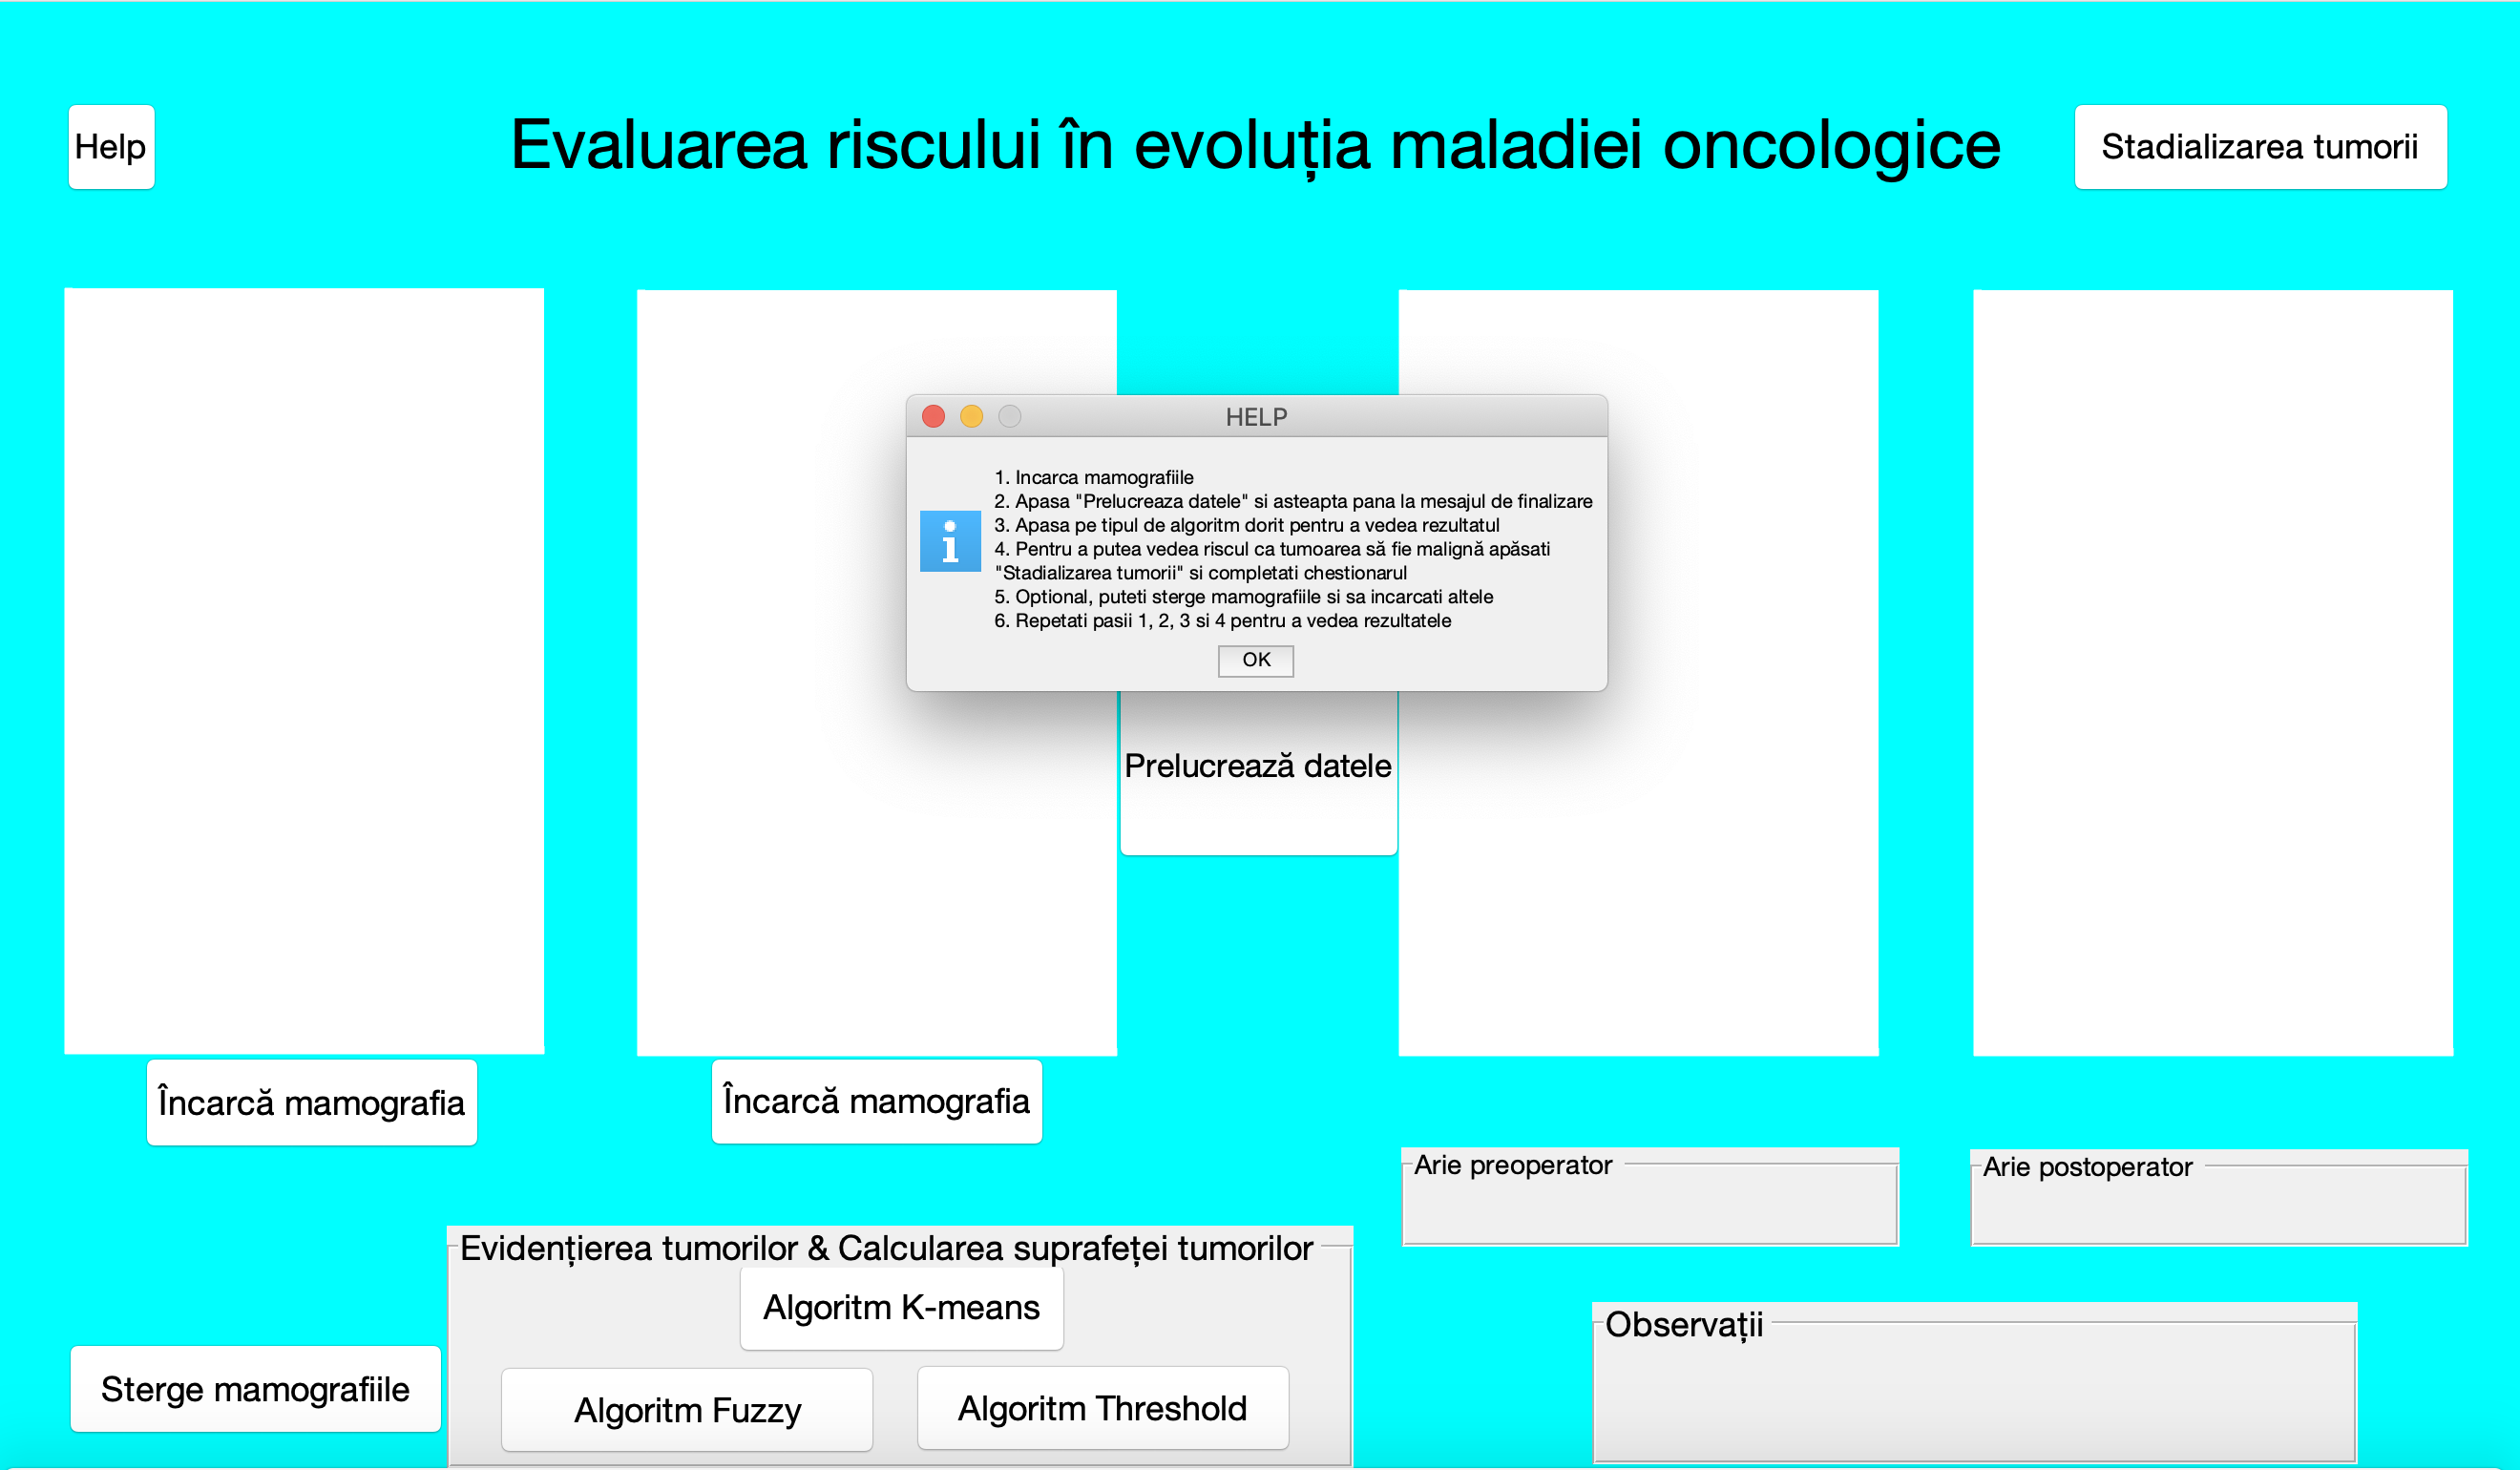 Help
Evaluarea riscului în evoluția maladiei oncologice
Stadializarea tumorii
HELP
1. Incarca mamografiile
2. Apasa "Prelucreaza datele" si asteapta pana la mesajul de finalizare
3. Apasa pe tipul de algoritm dorit pentru a vedea rezultatul
4. Pentru a putea vedea riscul ca tumoarea să fie malignă apăsati
"Stadializarea tumorii" si completati chestionarul
5. Optional, puteti sterge mamografiile si sa incarcati altele
6. Repetati pasii 1, 2, 3 si 4 pentru a vedea rezultatele
OK
Prelucrează datele
Încarcă mamografia
Încarcă mamografia
Arie preoperator
Arie postoperator
Evidențierea tumorilor & Calcularea suprafeței tumorilor
Algoritm K-means
Algoritm Fuzzy
Algoritm Threshold
Sterge mamografiile
Observații